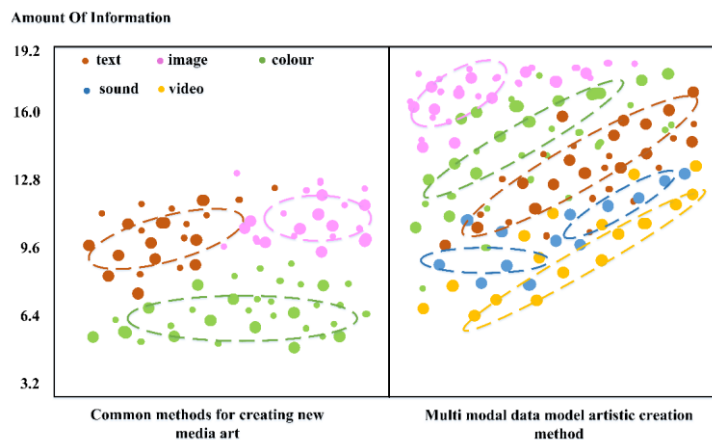 Amount Of Information
19.2
16.0
12.8
9.6
6.4
3.2
text
image
colour
sound
video
Common methods for creating new
media art
Multi modal data model artistic creation
method